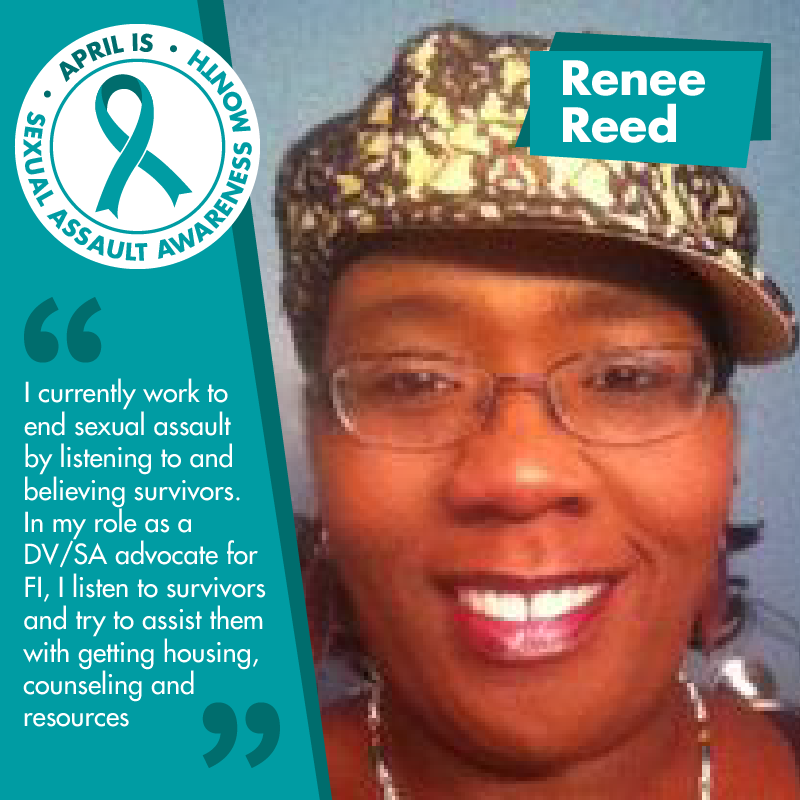 APRIL IS • SEXUAL ASSAULT AWARENESS MONTH •
Renee
Reed
“
I currently work to
end sexual assault
by listening to and
believing survivors.
In my role as a
DV/SA advocate for
FI, I listen to survivors
and try to assist them
with getting housing,
counseling and
resources
”